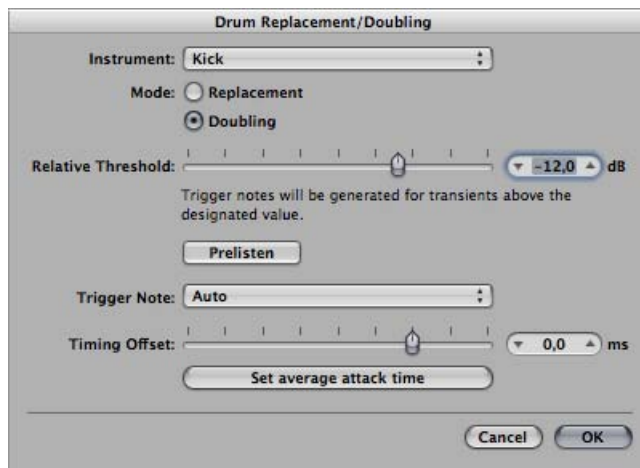 Drum Replacement/Doubling
Instrument: Kick
Mode: Replacement
Doubling
Relative Threshold: -12,0 dB
Trigger notes will be generated for transients above the
designated value.
Prelisten
Trigger Note: Auto
Timing Offset: 0,0 ms
Set average attack time
Cancel OK